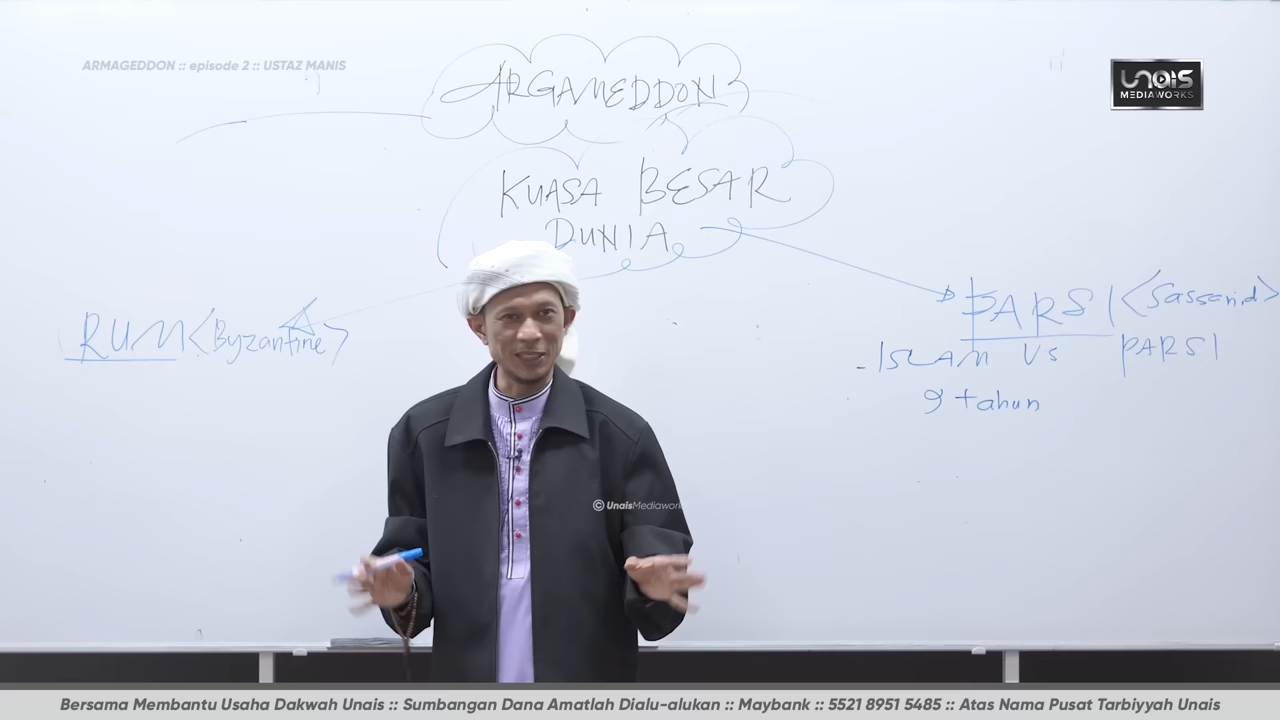 ARMAGEDDON :: episode 2 :: USTAZ MANIS
UNAIS
MEDIAWORKS
ARGAMEDDON
KUASA BESAR
DUNIA
RUM <Byzantine>
PARSI <Sassanid>
- ISLAM VS PARSI
9 tahun
© UnaisMediawork
Bersama Membantu Usaha Dakwah Unais :: Sumbangan Dana Amatlah Dialu-alukan :: Maybank :: 5521 8951 5485 :: Atas Nama Pusat Tarbiyyah Unais